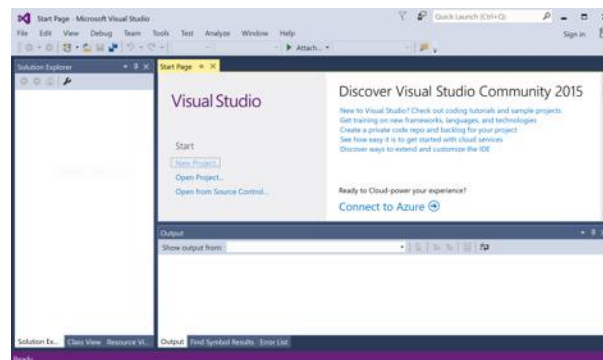 Start Page - Microsoft Visual Studio
Quick Launch (Ctrl+Q)
File Edit View Debug Team Tools Test Analyze Window Help
Sign in
Attach...
Solution Explorer
Start Page
Visual Studio
Start
New Project...
Open Project...
Open from Source Control...
Discover Visual Studio Community 2015
New to Visual Studio? Check out coding tutorials and sample projects
Get training on new frameworks, languages, and technologies
Create a private code repo and backlog for your project
See how easy it is to get started with cloud services
Discover ways to extend and customize the IDE
Ready to Cloud-power your experience?
Connect to Azure
Output
Show output from:
Solution Ex... Class View Resource Vi...
Output Find Symbol Results Error List
Ready